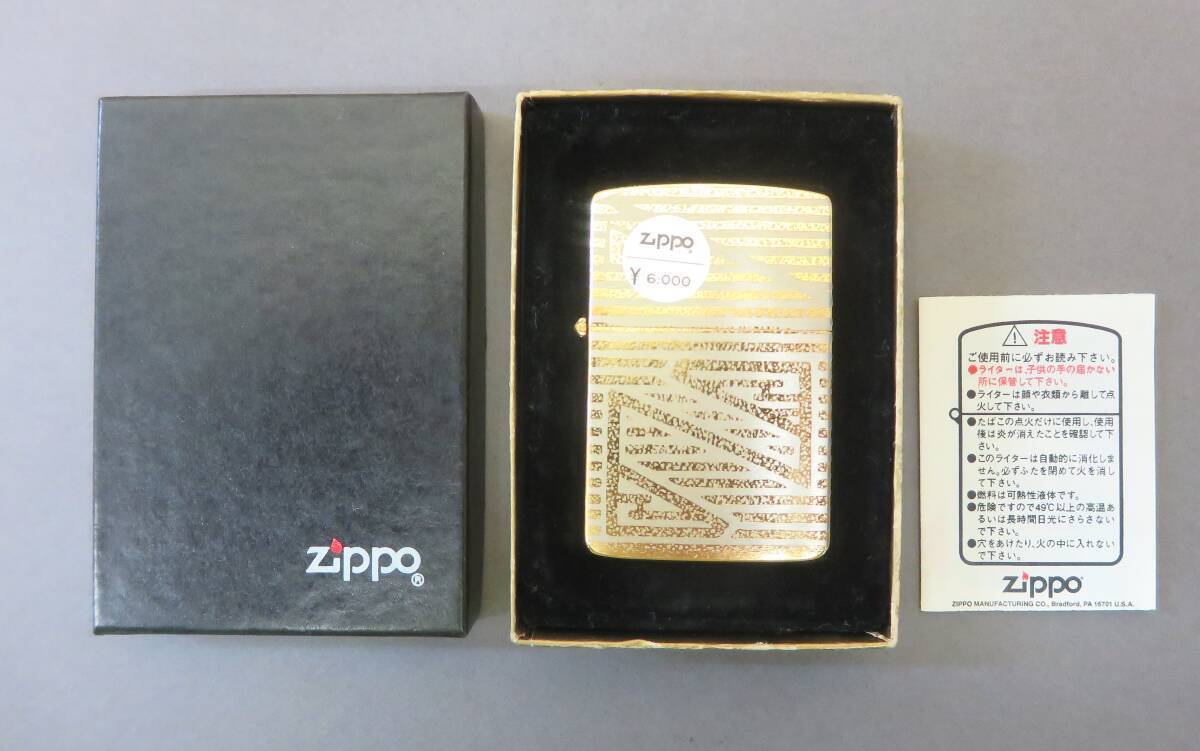 Zippo®
Zippo®
¥ 6,000
注意
ご使用前に必ずお読み下さい。
●ライターは、子供の手の届かない
所に保管して下さい。
●ライターは顔や衣類から離して点
火して下さい。
●たばこの点火だけに使用し、使用
後は炎が消えたことを確認して下
さい。
●このライターは自動的に消化しま
せん。必ずふたを閉めて火を消し
て下さい。
●燃料は可熱性液体です。
●危険ですので49℃以上の高温あ
るいは長時間日光にさらさない
で下さい。
●穴をあけたり、火の中に入れない
で下さい。
Zippo®
ZIPPO MANUFACTURING CO., Bradford, PA 16701 U.S.A.